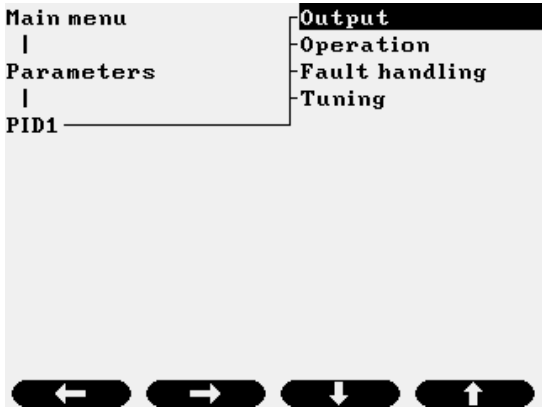 Main menu
Parameters
PID1
Output
Operation
Fault handling
Tuning